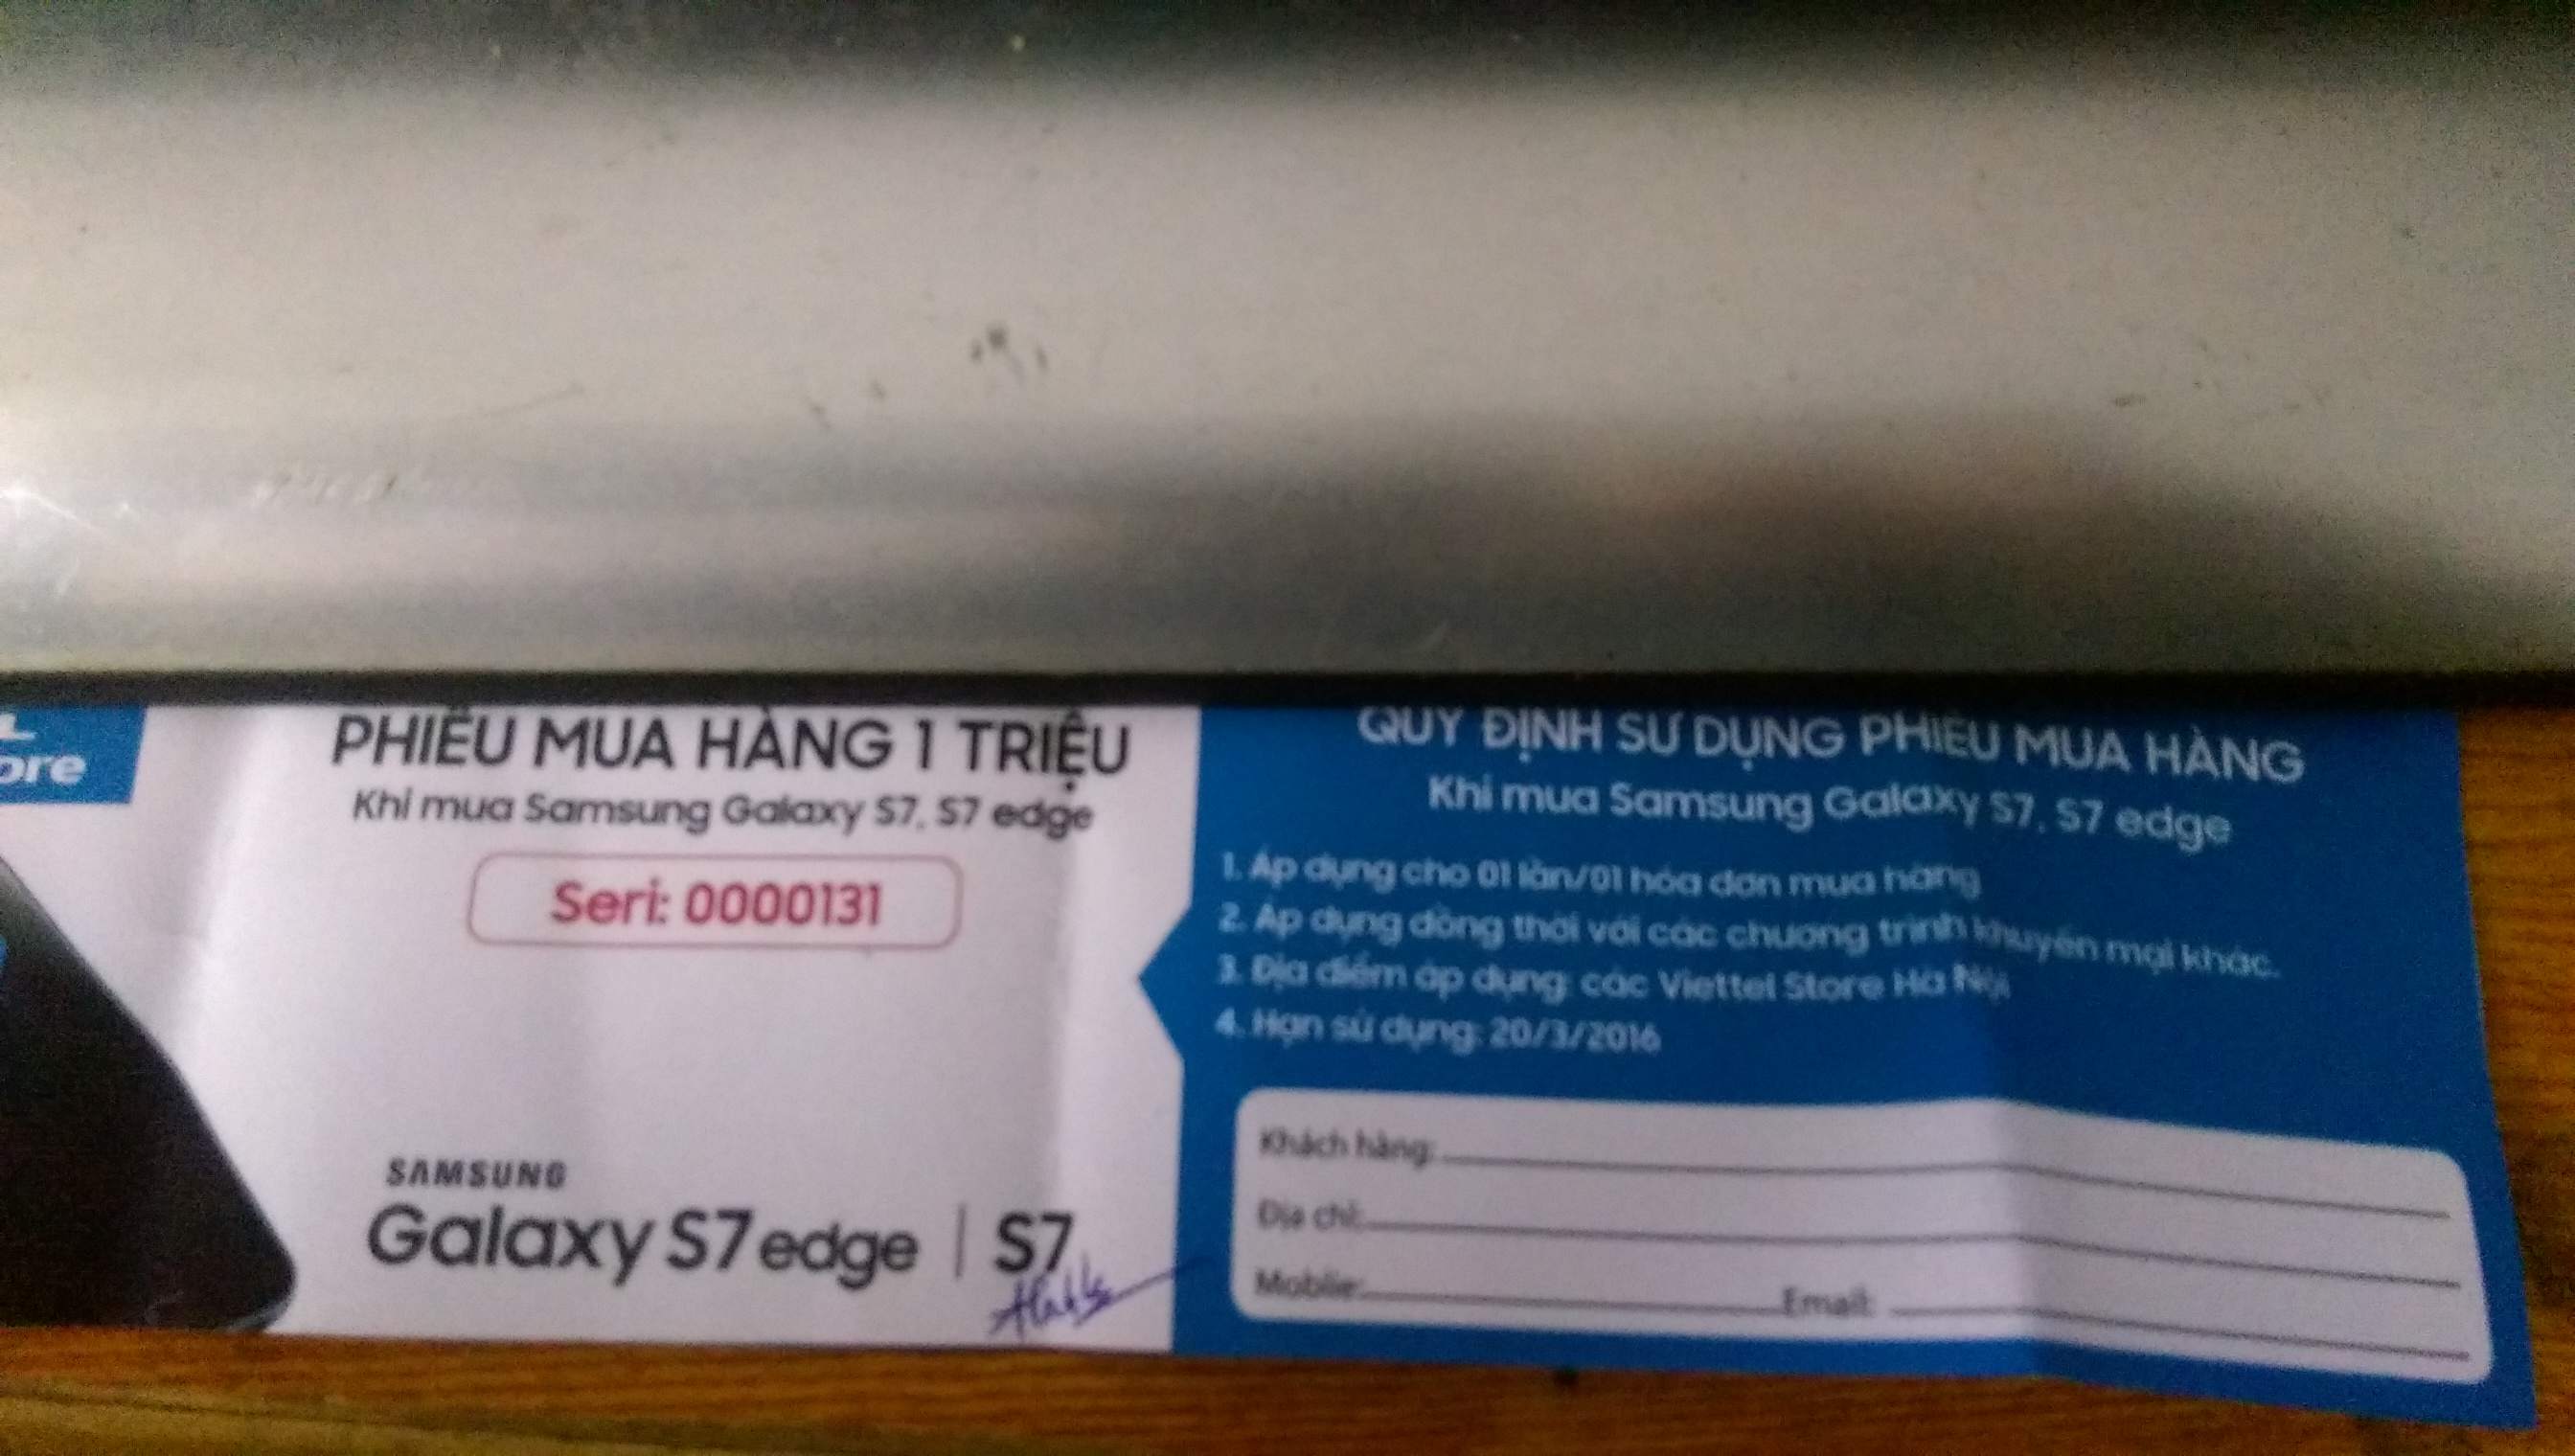 ore
PHIẾU MUA HÀNG 1 TRIỆU
Khi mua Samsung Galaxy S7, S7 edge
Seri: 0000131
SAMSUNG
Galaxy S7 edge | S7
QUY ĐỊNH SỬ DỤNG PHIẾU MUA HÀNG
Khi mua Samsung Galaxy S7, S7 edge
1. Áp dụng cho 01 lần/01 hóa đơn mua hàng
2. Áp dụng đồng thời với các chương trình khuyến mại khác.
3. Địa điểm áp dụng: các Viettel Store Hà Nội
4. Hạn sử dụng: 20/3/2016
Khách hàng:
Địa chỉ:
Moblie: Email: